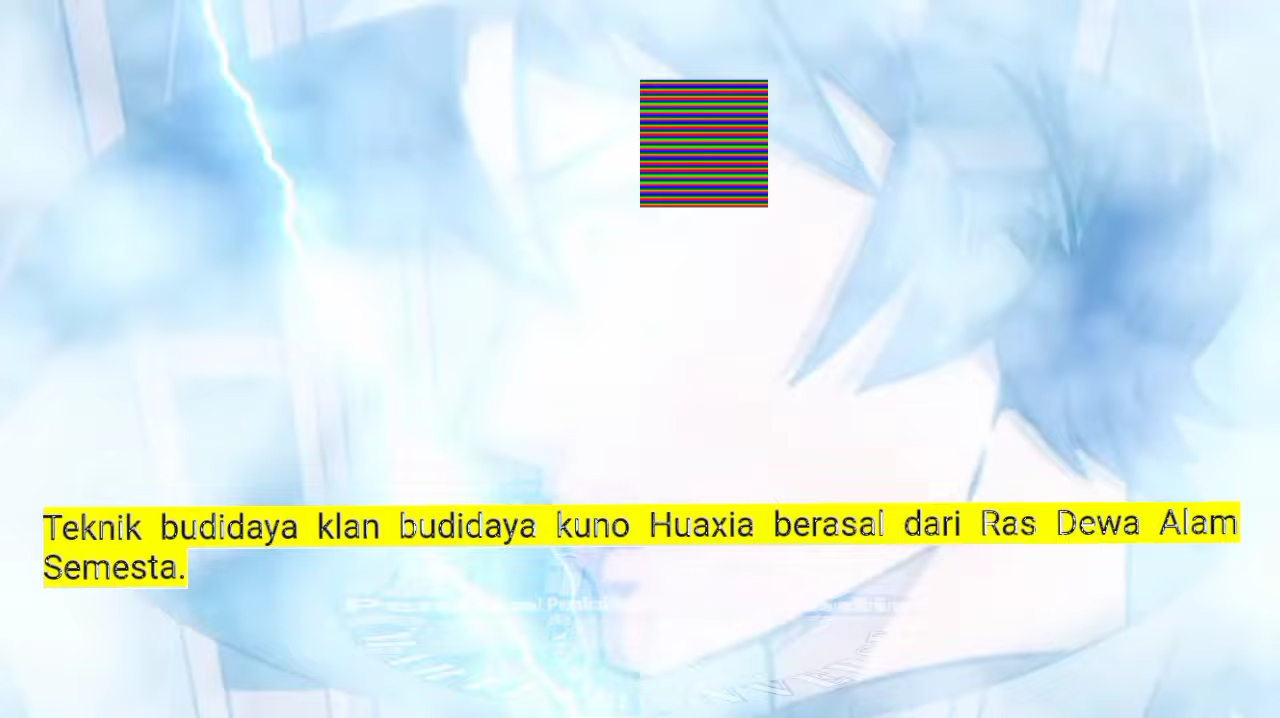 Teknik budidaya klan budidaya kuno Huaxia berasal dari Ras Dewa Alam
Semesta.